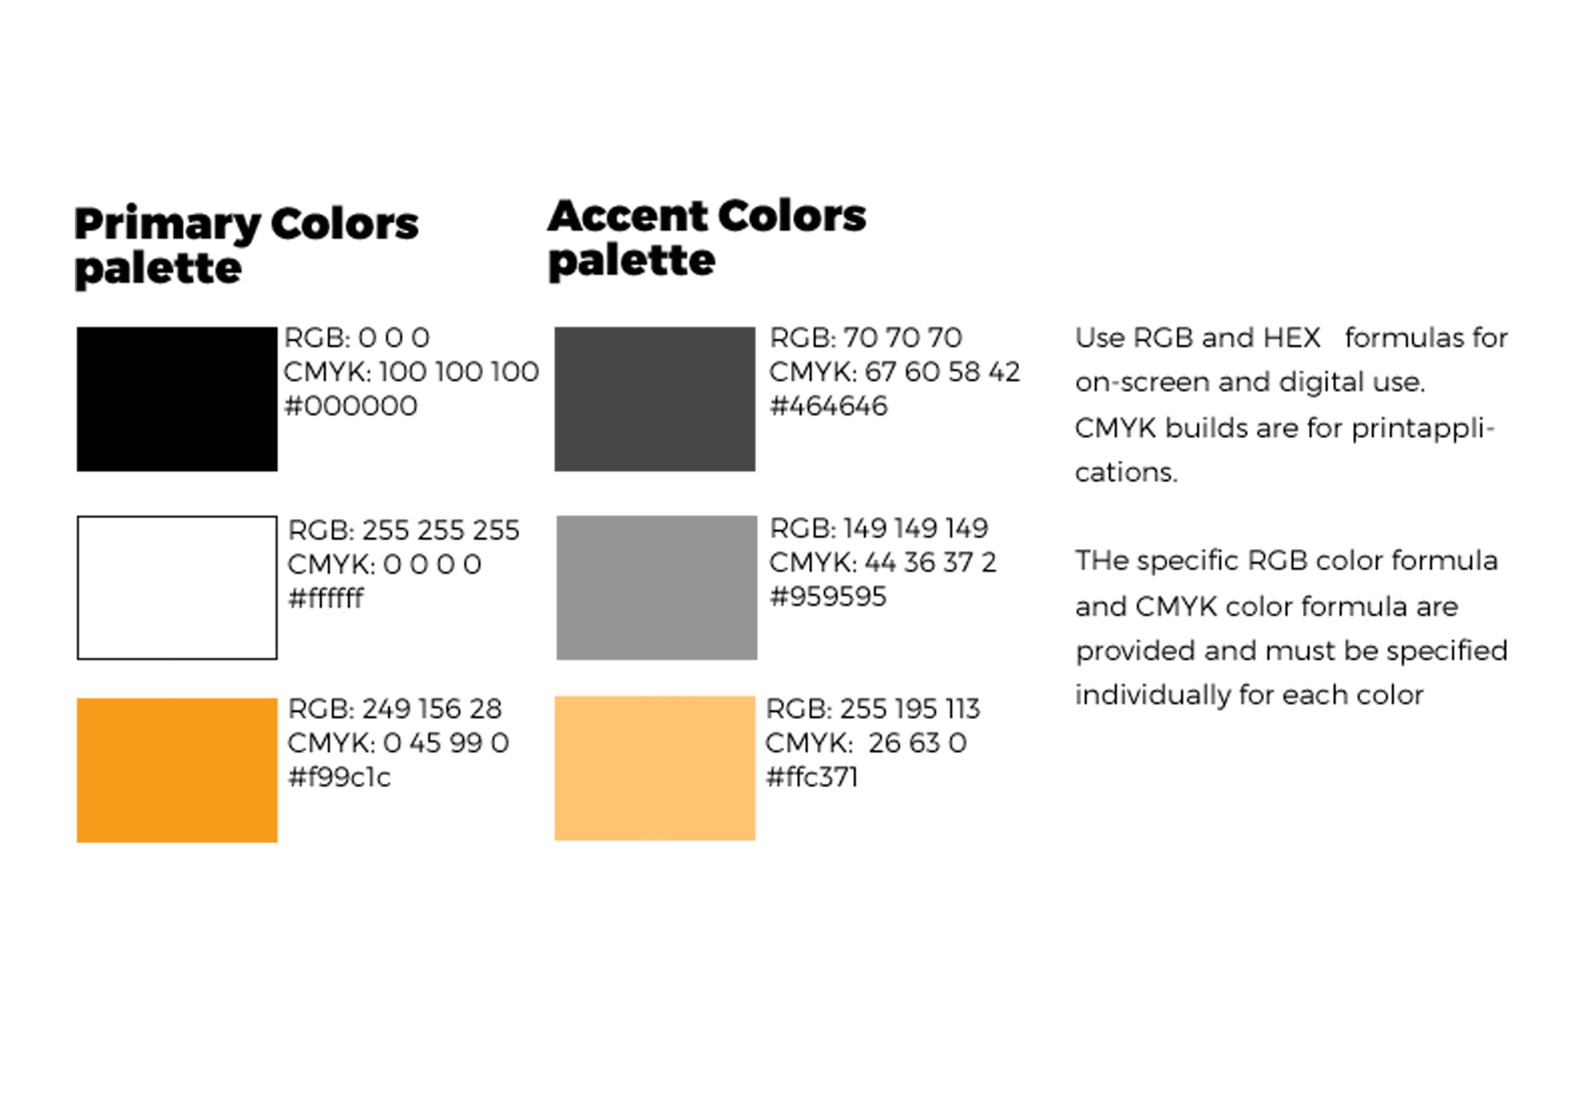 Primary Colors
palette
RGB: 0 0 0
CMYK: 100 100 100
#000000
RGB: 255 255 255
CMYK: 0 0 0 0
#ffffff
RGB: 249 156 28
CMYK: 0 45 99 0
#f99c1c
Accent Colors
palette
RGB: 70 70 70
CMYK: 67 60 58 42
#464646
RGB: 149 149 149
CMYK: 44 36 37 2
#959595
RGB: 255 195 113
CMYK:  26 63 0
#ffc371
Use RGB and HEX   formulas for
on-screen and digital use.
CMYK builds are for printappli-
cations.
THe specific RGB color formula
and CMYK color formula are
provided and must be specified
individually for each color